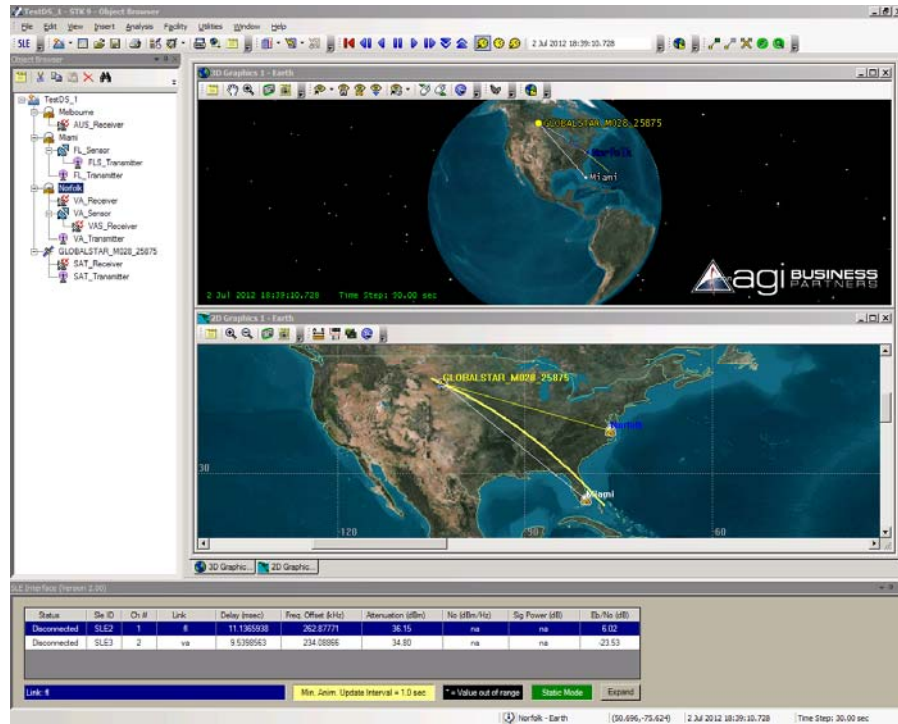 TestDS_1 - STK 9 - Object Browser
File Edit View Insert Analysis Facility Utilities Window Help
SLE 2 Jul 2012 18:39:10.728
Object Browser
TestDS_1
Melbourne
AUS_Receiver
Miami
FL_Sensor
FLS_Transmitter
FL_Transmitter
Norfolk
VA_Receiver
VA_Sensor
VAS_Receiver
VA_Transmitter
GLOBALSTAR_M028_25875
SAT_Receiver
SAT_Transmitter
3D Graphics 1 - Earth
GLOBALSTAR_M028_25875
Norfolk
Miami
agi BUSINESS PARTNERS
2 Jul 2012 18:39:10.728 Time Step: 30.00 sec
2D Graphics 1 - Earth
GLOBALSTAR_M028_25875
Norfolk
30
Miami
-120 -90 -60
3D Graphic... 2D Graphic...
SLE Interface (Version 2.00)
Status Sle ID Ch # Link Delay (msec) Freq. Offset (kHz) Attenuation (dBm) No (dBm/Hz) Sig Power (dB) Eb/No (dB)
Disconnected SLE2 1 fl 11.1365938 262.87771 36.15 na na 6.02
Disconnected SLE3 2 va 9.5398563 234.08866 34.80 na na -23.53
Link: fl Min. Anim. Update Interval = 1.0 sec * = Value out of range Static Mode Expand
Norfolk - Earth (50.696,-75.624) 2 Jul 2012 18:39:10.728 Time Step: 30.00 sec